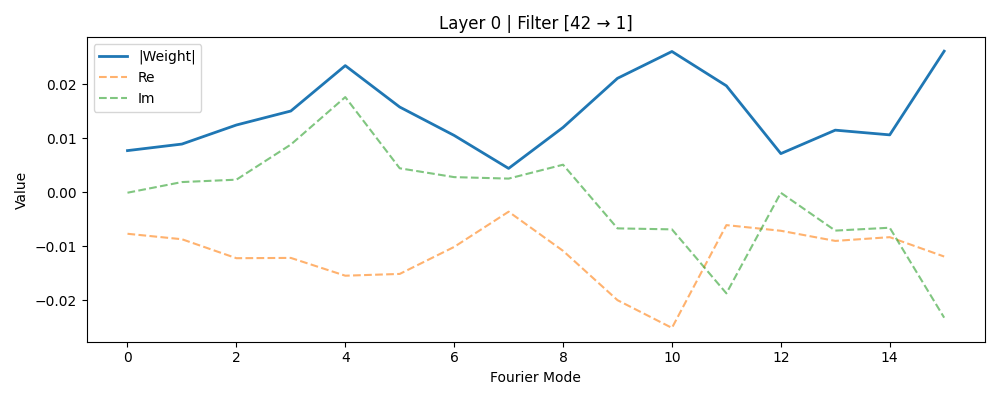 Layer 0 | Filter [42 → 1]
|Weight|
Re
Im
0.02
0.01
0.00
−0.01
−0.02
Value
0 2 4 6 8 10 12 14
Fourier Mode